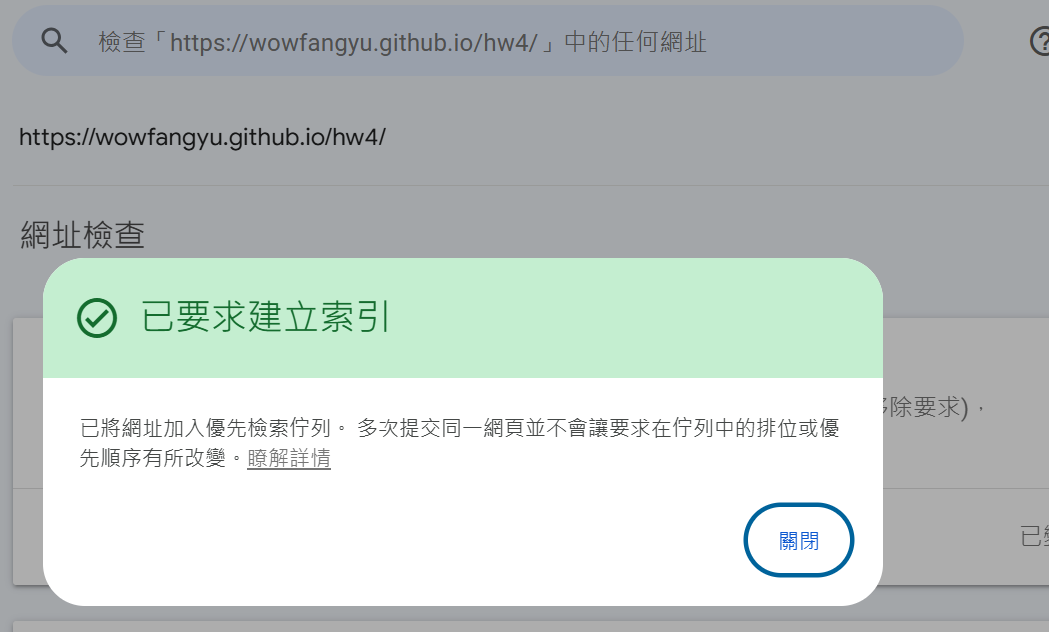 檢查「https://wowfangyu.github.io/hw4/」中的任何網址
https://wowfangyu.github.io/hw4/
網址檢查
已要求建立索引
移除要求)，
已將網址加入優先檢索佇列。 多次提交同一網頁並不會讓要求在佇列中的排位或優
先順序有所改變。瞭解詳情
已
關閉